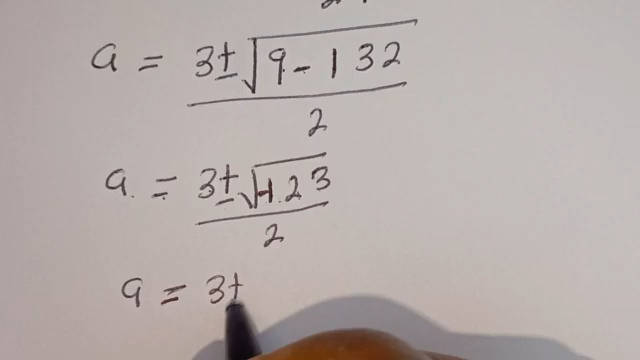 a = 3±√9-132
2
a = 3±√-123
2
a = 3±